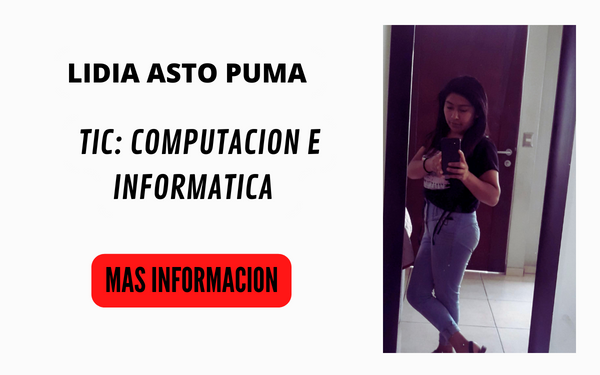 LIDIA ASTO PUMA
TIC: COMPUTACION E
INFORMATICA
MAS INFORMACION